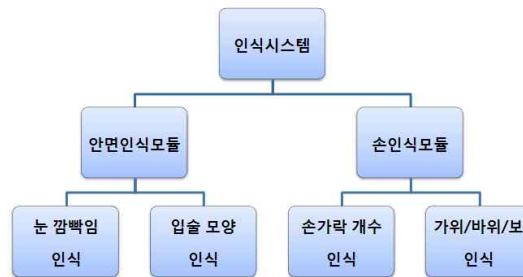 인식시스템
안면인식모듈
손인식모듈
눈 깜빡임
인식
입술 모양
인식
손가락 개수
인식
가위/바위/보
인식